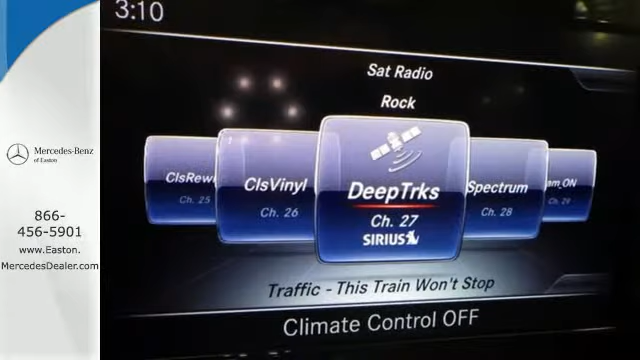 3:10
Sat Radio
Rock
ClsRewi
Ch. 25
ClsVinyl
Ch. 26
DeepTrks
Ch. 27
SIRIUS
Spectrum
Ch. 28
am_ON
Ch. 29
Traffic - This Train Won't Stop
Climate Control OFF
Mercedes-Benz
of Easton
866-
456-5901
www.Easton.
MercedesDealer.com